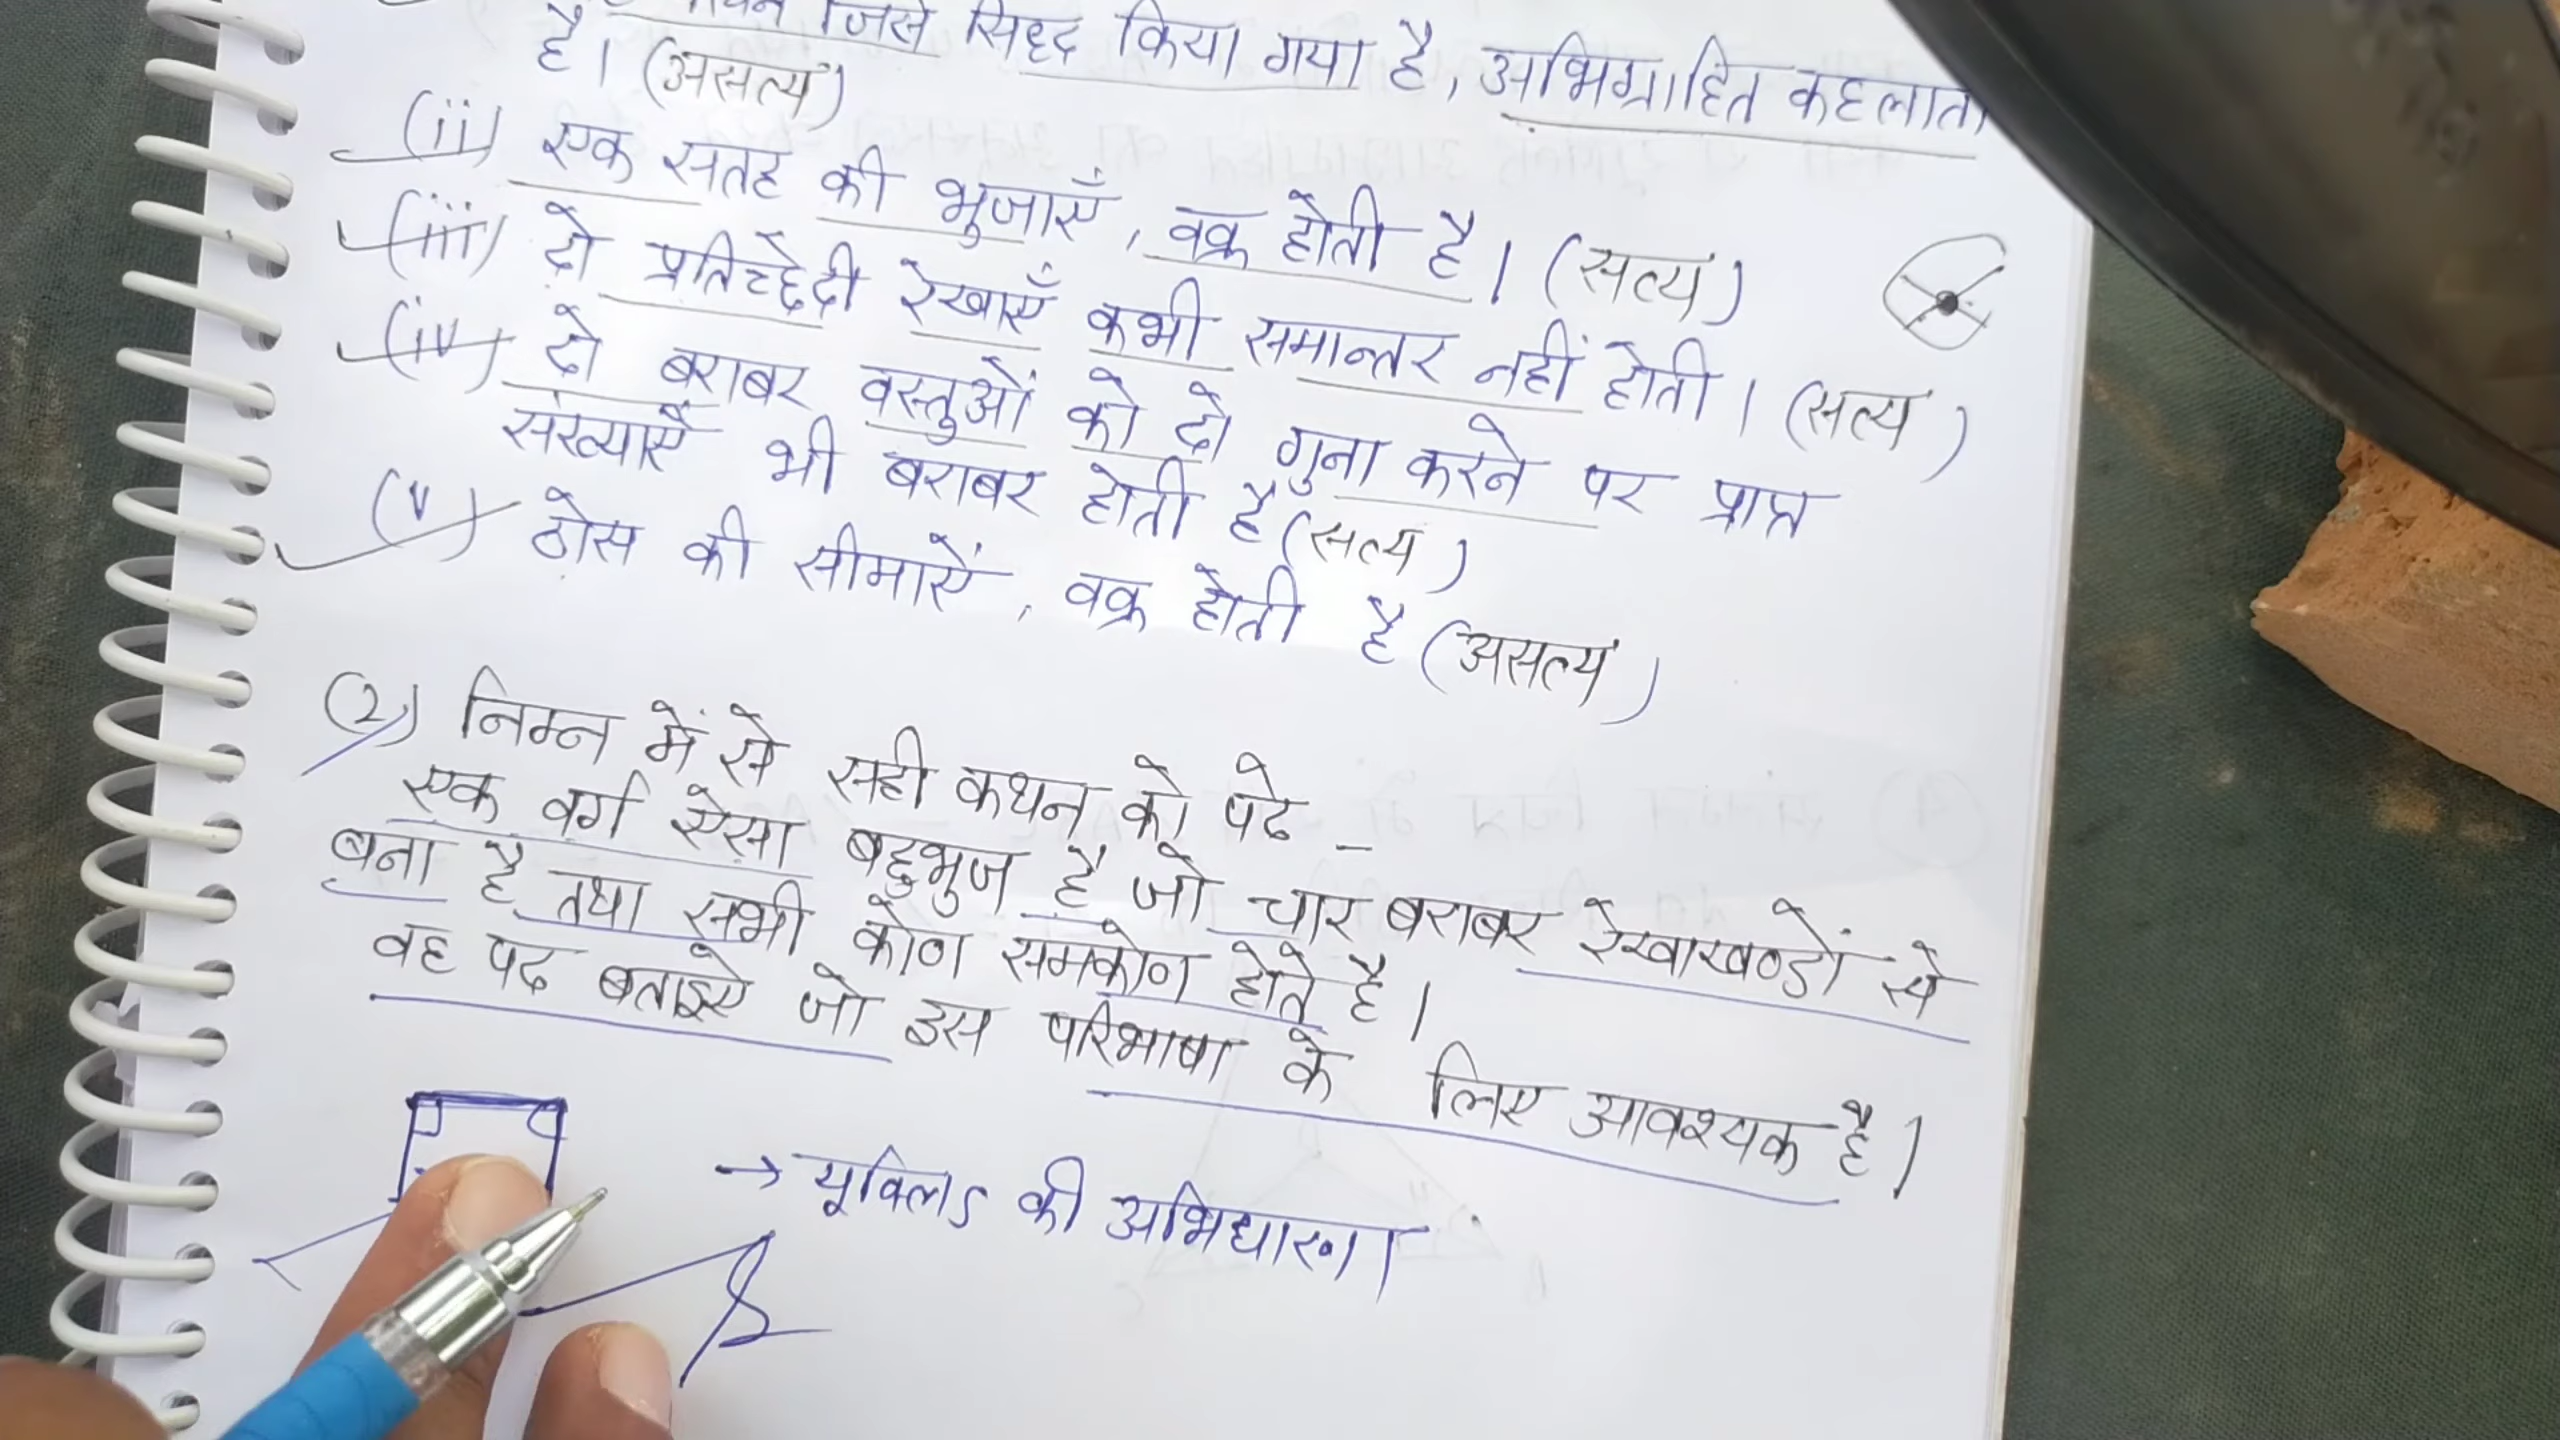 जिसे सिध्द किया गया है, अभिग्राहित कहलाता
है। (असत्य)
(ii) एक सतह की भुजाएँ, वक्र होती है। (सत्य)
(iii) दो प्रतिच्छेदी रेखाएँ कभी समान्तर नहीं होती। (सत्य)
(iv) दो बराबर वस्तुओं को दो गुना करने पर प्राप्त
संख्याएँ भी बराबर होती है (सत्य)
(v) ठोस की सीमाएें, वक्र होती है (असत्य)
(2) निम्न में से सही कथन को पढे –
एक वर्ग ऐसा बहुभुज है जो चार बराबर रेखाखण्डों से
बना है तथा सभी कोण समकोण होते है।
वह पद बताइए जो इस परिभाषा के लिए आवश्यक है।
→ यूक्लिड की अभिधारणा